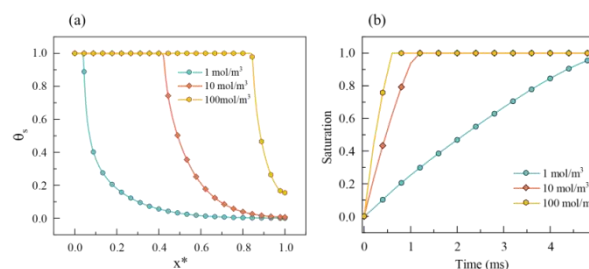 (a)
1.0
0.8
0.6
0.4
0.2
0.0
θs
1 mol/m³
10 mol/m³
100mol/m³
0.0 0.2 0.4 0.6 0.8 1.0
x*
(b)
1.0
0.8
0.6
0.4
0.2
0.0
Saturation
1 mol/m³
10 mol/m³
100 mol/m
0 1 2 3 4
Time (ms)